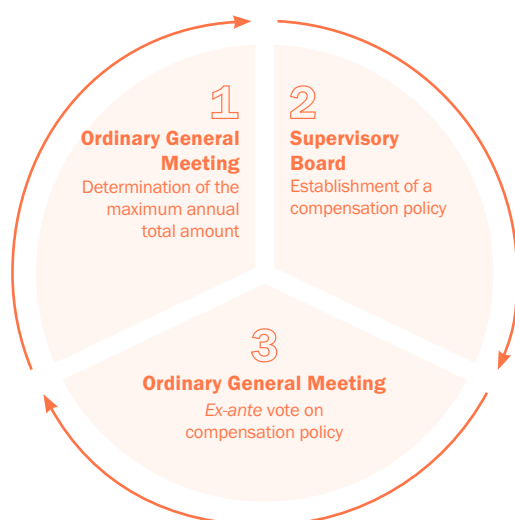 1
Ordinary General
Meeting
Determination of the
maximum annual
total amount
2
Supervisory
Board
Establishment of a
compensation policy
3
Ordinary General Meeting
Ex-ante vote on
compensation policy